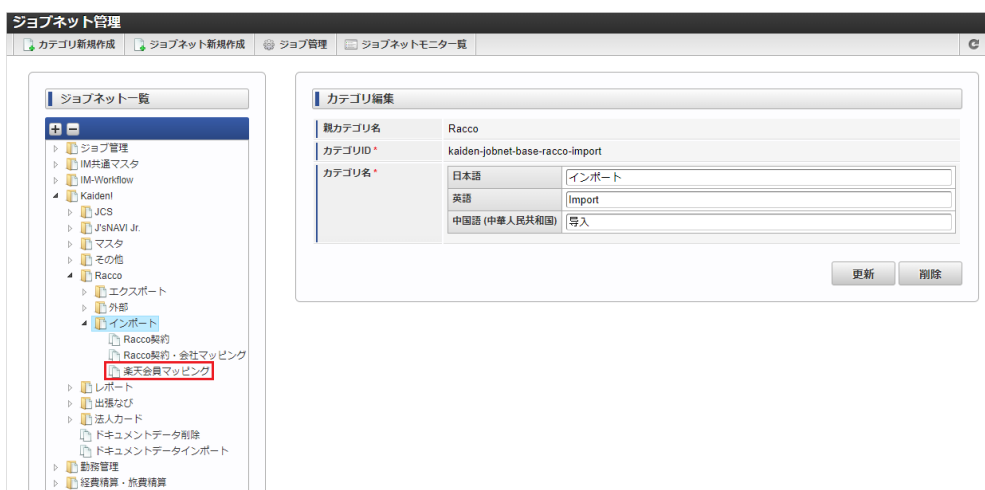 ジョブネット管理
カテゴリ新規作成 ジョブネット新規作成 ジョブ管理 ジョブネットモニタ一覧
ジョブネット一覧
ジョブ管理
IM共通マスタ
IM-Workflow
Kaiden!
JCS
J'sNAVI Jr.
マスタ
その他
Racco
エクスポート
外部
インポート
Racco契約
Racco契約・会社マッピング
楽天会員マッピング
レポート
出張なび
法人カード
ドキュメントデータ削除
ドキュメントデータインポート
勤務管理
経費精算・旅費精算
カテゴリ編集
親カテゴリ名 Racco
カテゴリID * kaiden-jobnet-base-racco-import
カテゴリ名 *
日本語 インポート
英語 Import
中国語 (中華人民共和国) 导入
更新 削除